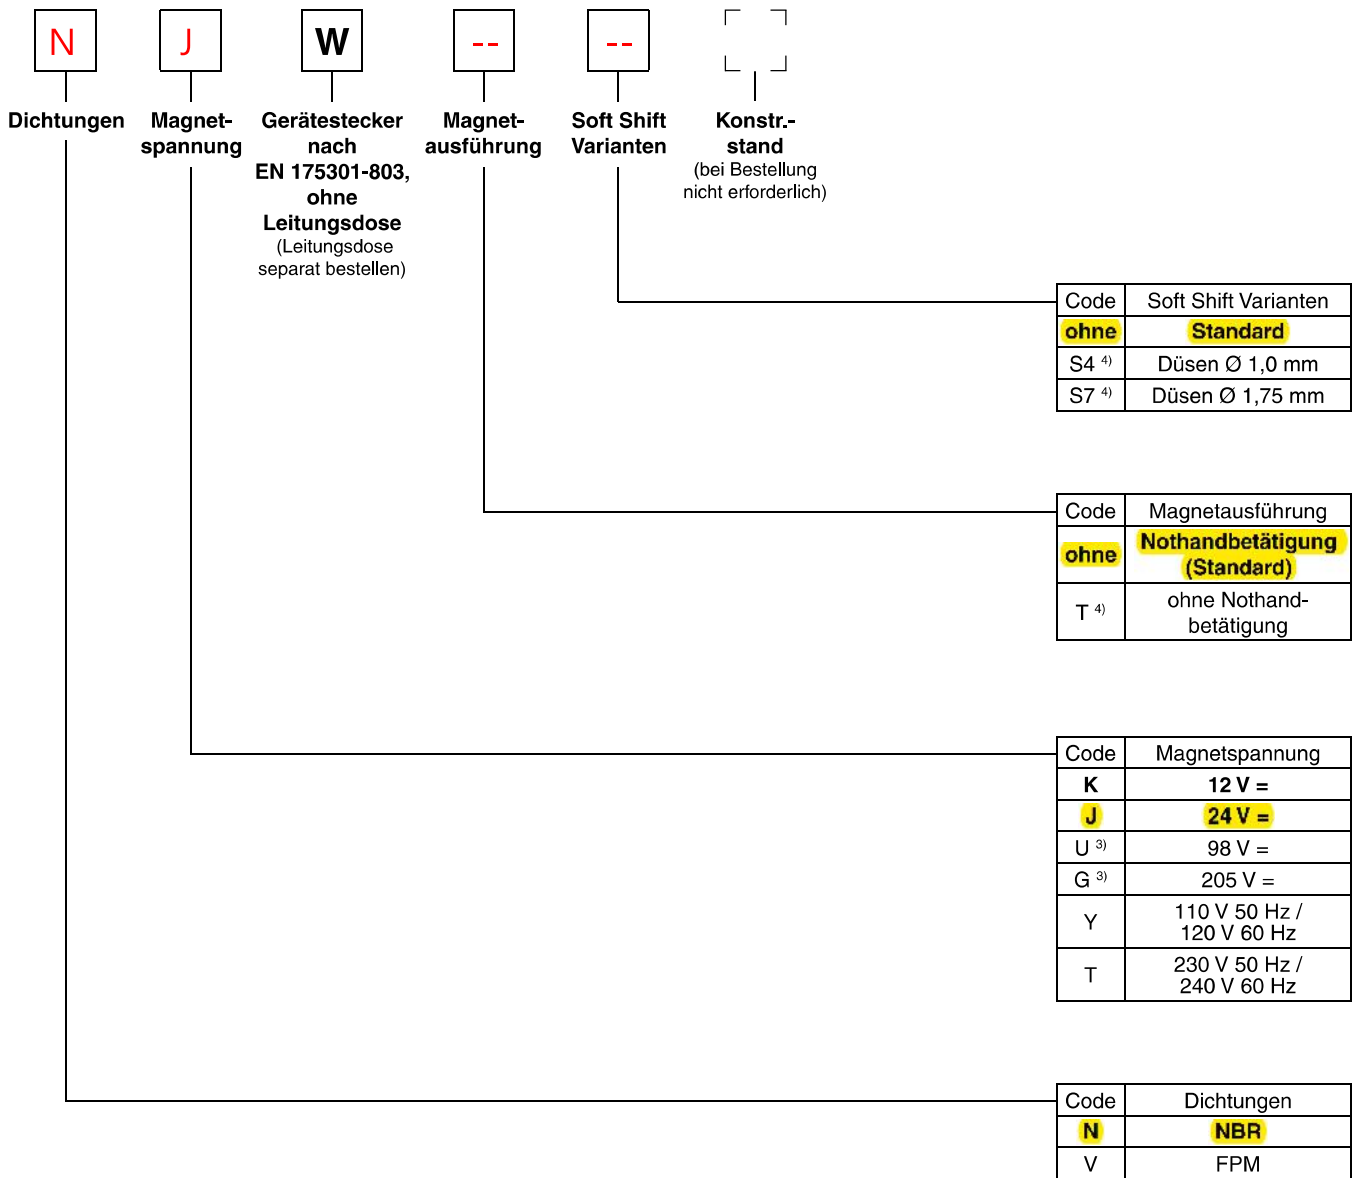 N J W -- --
Dichtungen
Magnet-
spannung
Gerätestecker
nach
EN 175301-803,
ohne
Leitungsdose
(Leitungsdose
separat bestellen)
Magnet-
ausführung
Soft Shift
Varianten
Konstr.-
stand
(bei Bestellung
nicht erforderlich)
Code Soft Shift Varianten
ohne Standard
S4 4) Düsen Ø 1,0 mm
S7 4) Düsen Ø 1,75 mm
Code Magnetausführung
ohne Nothandbetätigung
(Standard)
T 4) ohne Nothand-
betätigung
Code Magnetspannung
K 12 V =
J 24 V =
U 3) 98 V =
G 3) 205 V =
Y 110 V 50 Hz /
120 V 60 Hz
T 230 V 50 Hz /
240 V 60 Hz
Code Dichtungen
N NBR
V FPM